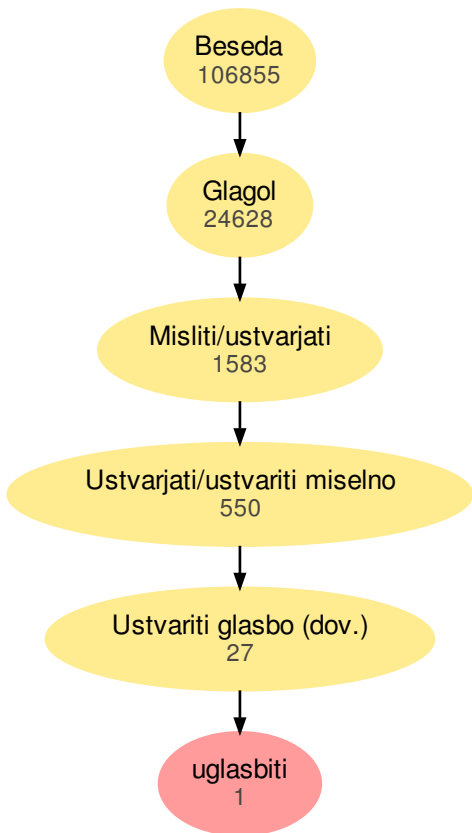 Beseda
106855
Glagol
24628
Misliti/ustvarjati
1583
Ustvarjati/ustvariti miselno
550
Ustvariti glasbo (dov.)
27
uglasbiti
1